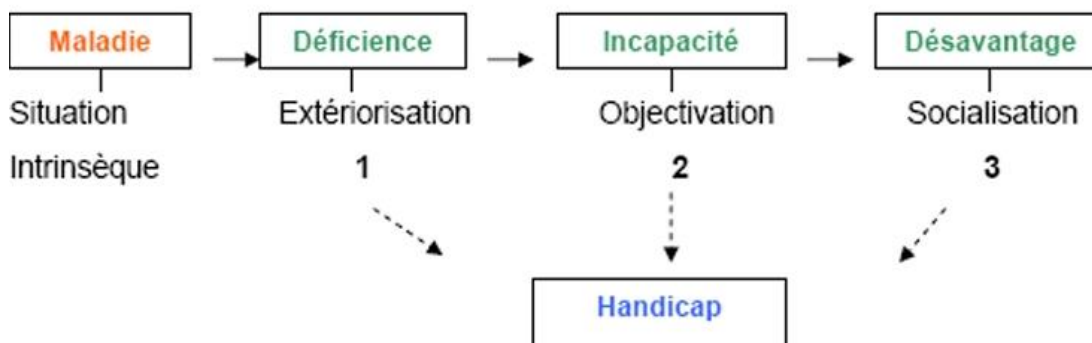 Maladie Déficience Incapacité Désavantage
Situation Extériorisation Objectivation Socialisation
Intrinsèque 1 2 3
Handicap